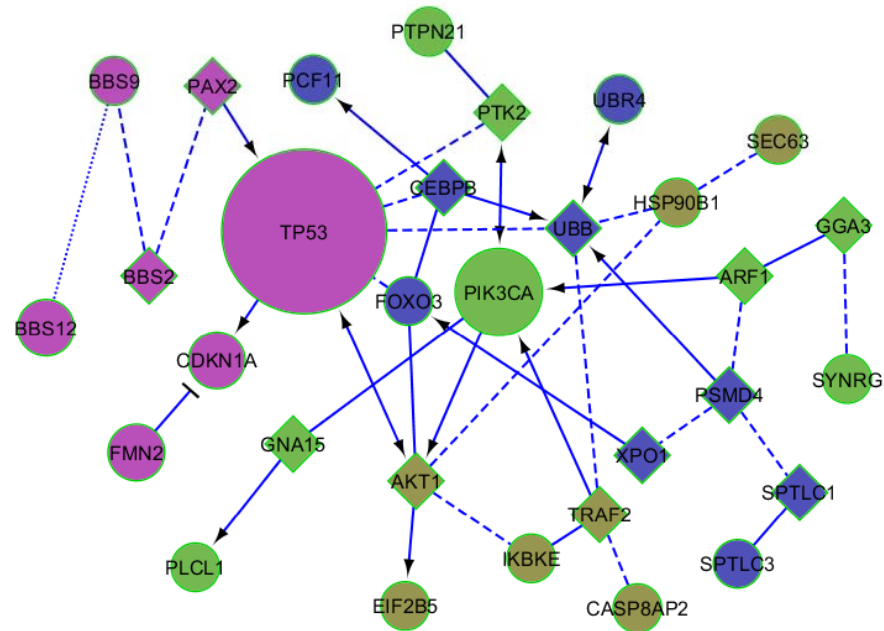 PTPN21
BBS9
PAX2
PCF11
UBR4
PTK2
SEC63
CEBPB
HSP90B1
TP53
UBB
GGA3
BBS2
PIK3CA
ARF1
FOXO3
BBS12
CDKN1A
SYNRG
PSMD4
FMN2
GNA15
XPO1
AKT1
SPTLC1
TRAF2
PLCL1
IKBKE
SPTLC3
EIF2B5
CASP8AP2